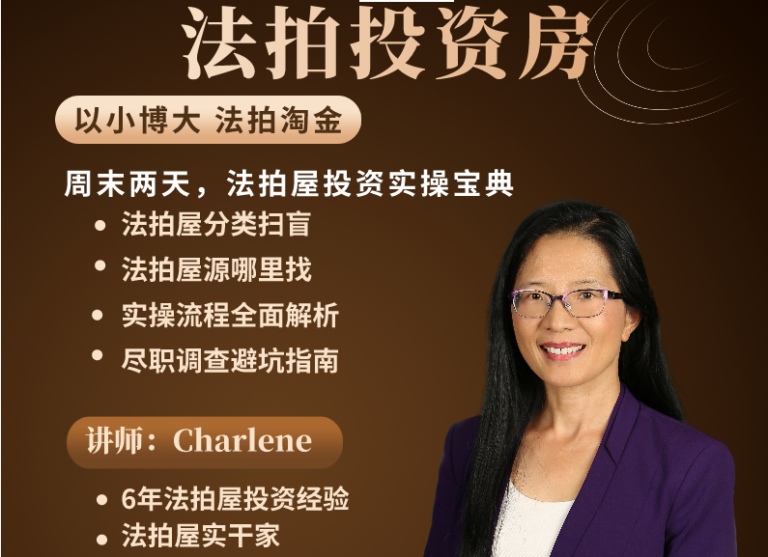 法拍投资房
以小博大 法拍淘金
周末两天，法拍屋投资实操宝典
法拍屋分类扫盲
法拍屋源哪里找
实操流程全面解析
尽职调查避坑指南
讲师：Charlene
6年法拍屋投资经验
法拍屋实干家